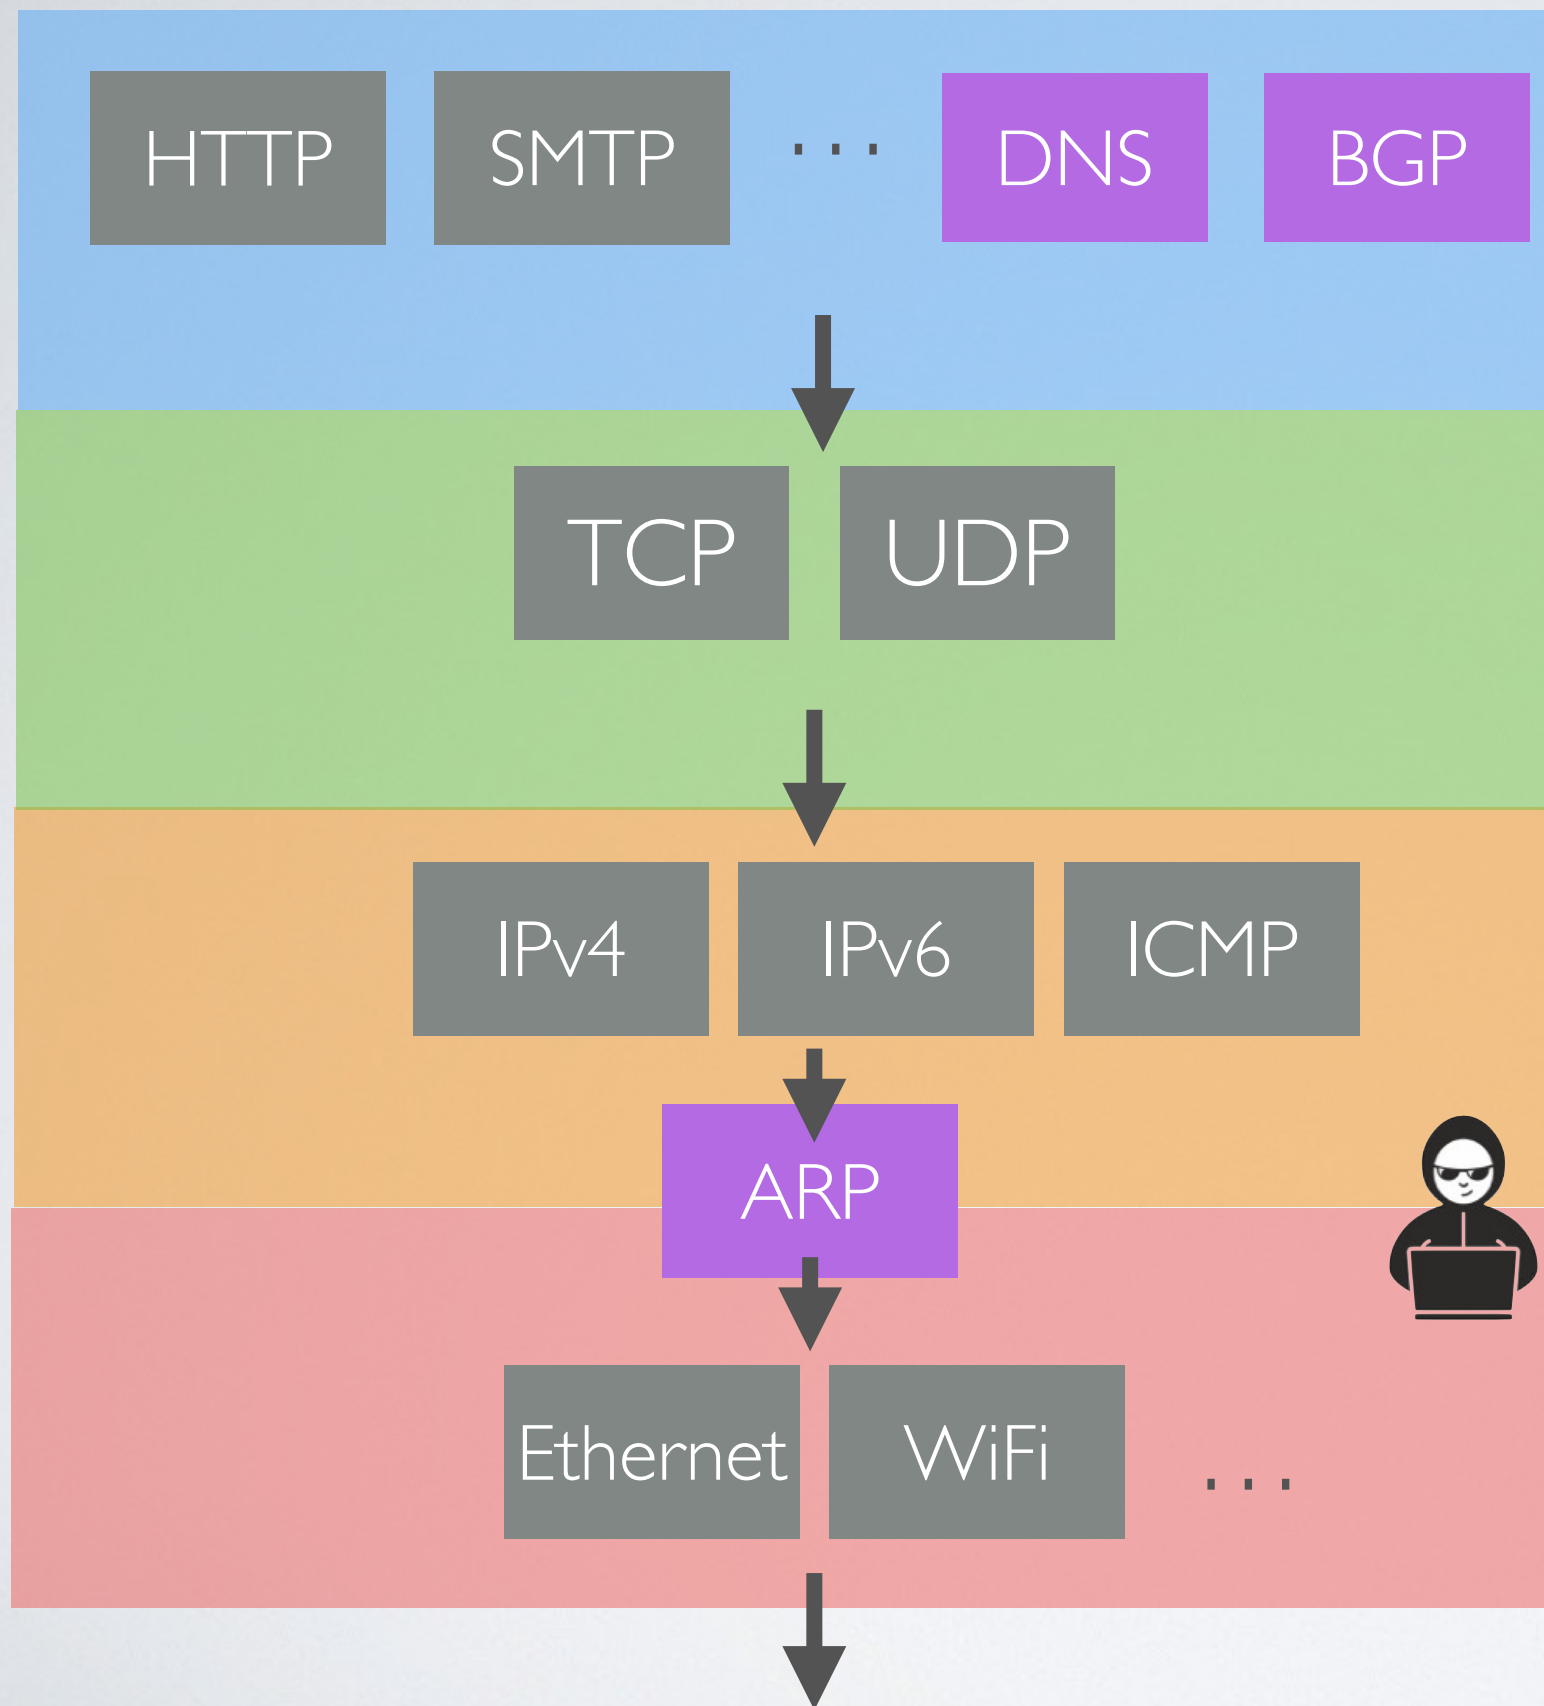 HTTP SMTP ... DNS BGP
TCP UDP
IPv4 IPv6 ICMP
ARP
Ethernet WiFi ...